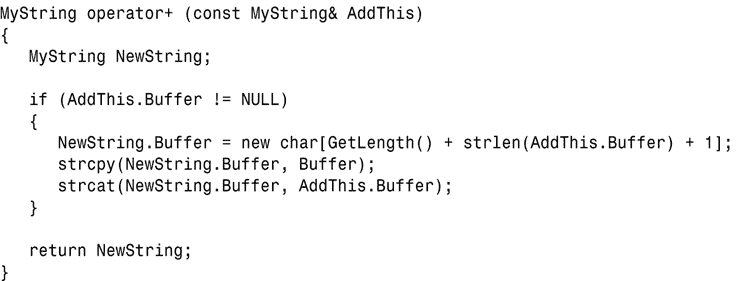 MyString operator+ (const MyString& AddThis)
{
   MyString NewString;

   if (AddThis.Buffer != NULL)
   {
      NewString.Buffer = new char[GetLength() + strlen(AddThis.Buffer) + 1];
      strcpy(NewString.Buffer, Buffer);
      strcat(NewString.Buffer, AddThis.Buffer);
   }

   return NewString;
}